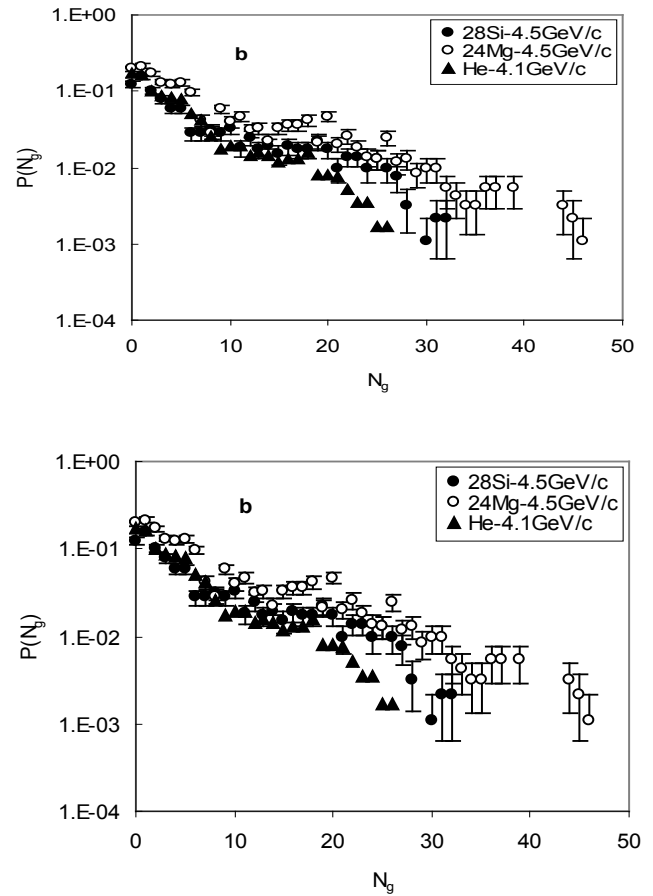 1.E+00
b
28Si-4.5GeV/c
24Mg-4.5GeV/c
He-4.1GeV/c
1.E-01
1.E-02
1.E-03
1.E-04
P(Ng)
0 10 20 30 40 50
Ng
1.E+00
b
28Si-4.5GeV/c
24Mg-4.5GeV/c
He-4.1GeV/c
1.E-01
1.E-02
1.E-03
1.E-04
P(Ng)
0 10 20 30 40 50
Ng